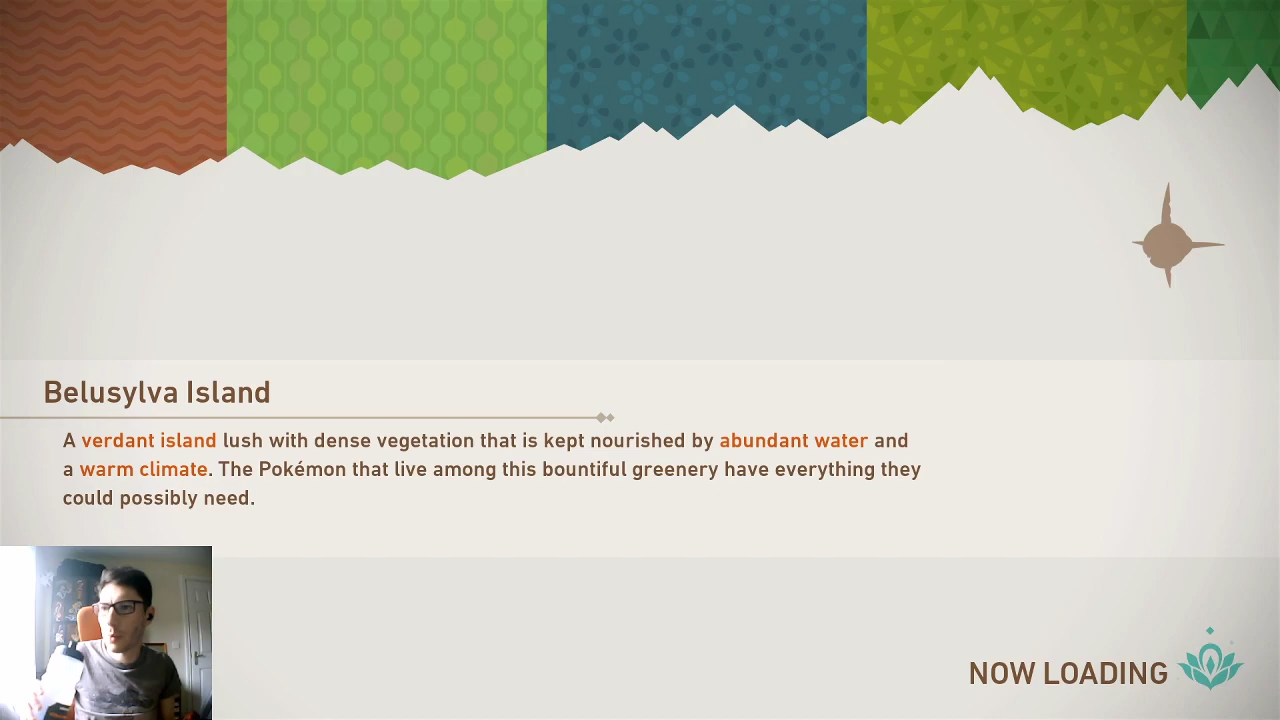 Belusylva Island
A verdant island lush with dense vegetation that is kept nourished by abundant water and
a warm climate. The Pokémon that live among this bountiful greenery have everything they
could possibly need.
NOW LOADING